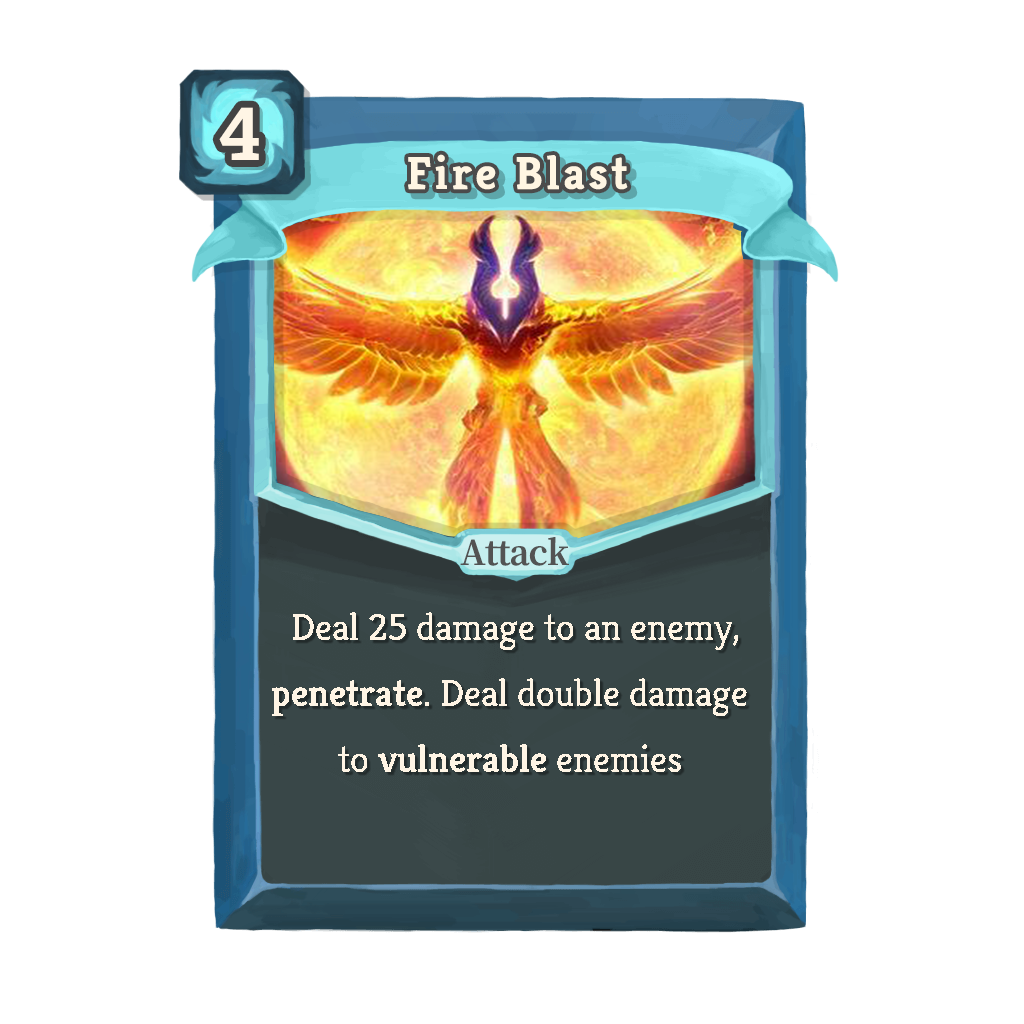 4
Fire Blast
Attack
Deal 25 damage to an enemy,
penetrate. Deal double damage
to vulnerable enemies